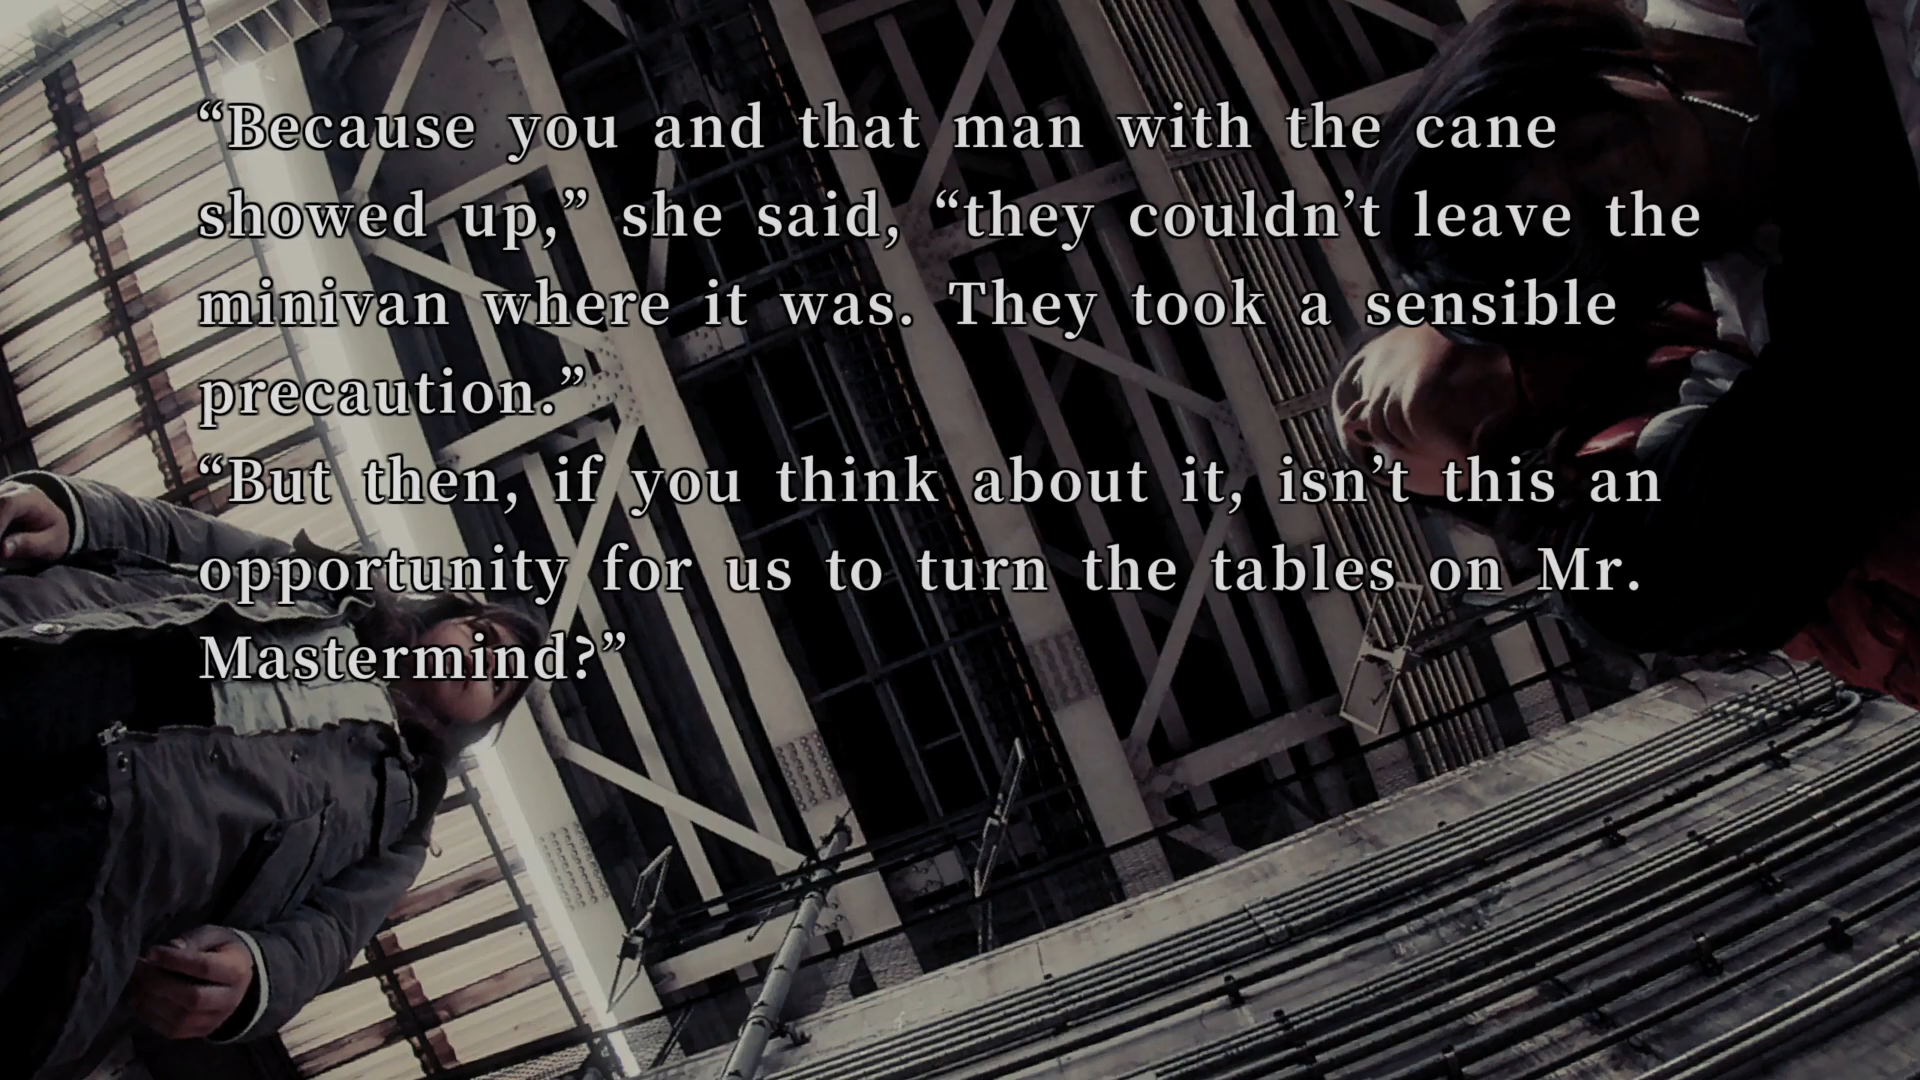 “Because you and that man with the cane
showed up,” she said, “they couldn’t leave the
minivan where it was. They took a sensible
precaution.”
“But then, if you think about it, isn’t this an
opportunity for us to turn the tables on Mr.
Mastermind?”